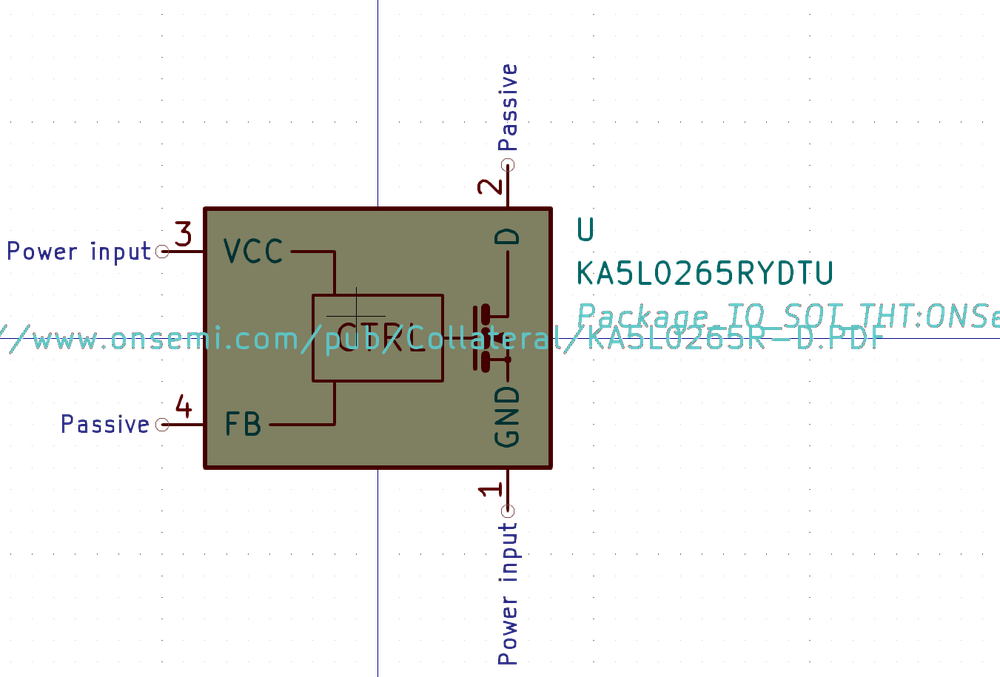 Passive
2
3
Power input
VCC
D
U
KA5L0265RYDTU
Package_TO_SOT_THT:ONSe
//www.onsemi.com/pub/Collateral/KA5L0265R-D.PDF
CTRL
4
Passive
FB
GND
1
Power input